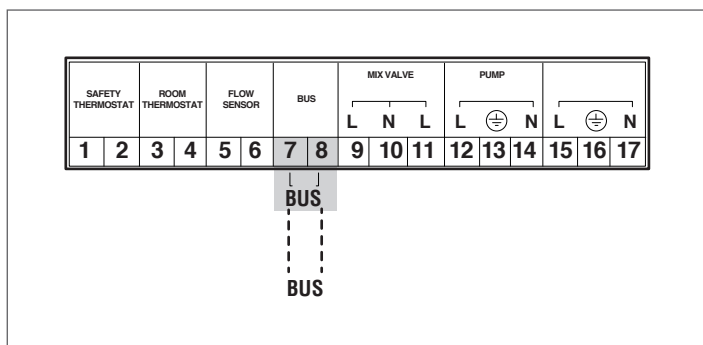 SAFETY THERMOSTAT
ROOM THERMOSTAT
FLOW SENSOR
BUS
MIX VALVE
PUMP
L N L L N L N
1 2 3 4 5 6 7 8 9 10 11 12 13 14 15 16 17
BUS
BUS